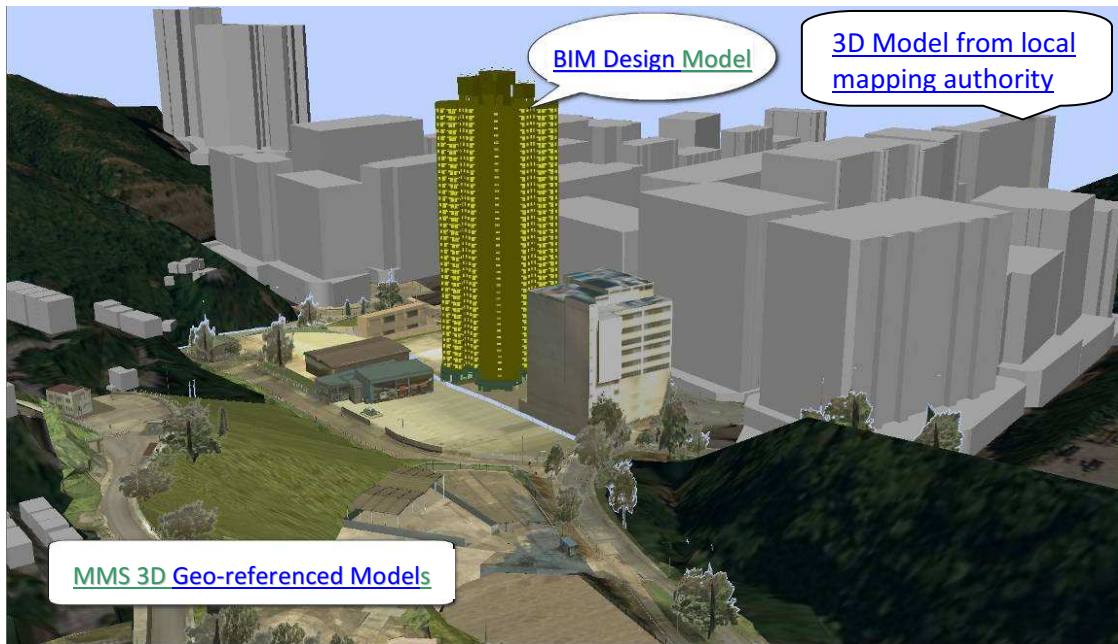 BIM Design Model
3D Model from local
mapping authority
MMS 3D Geo-referenced Models